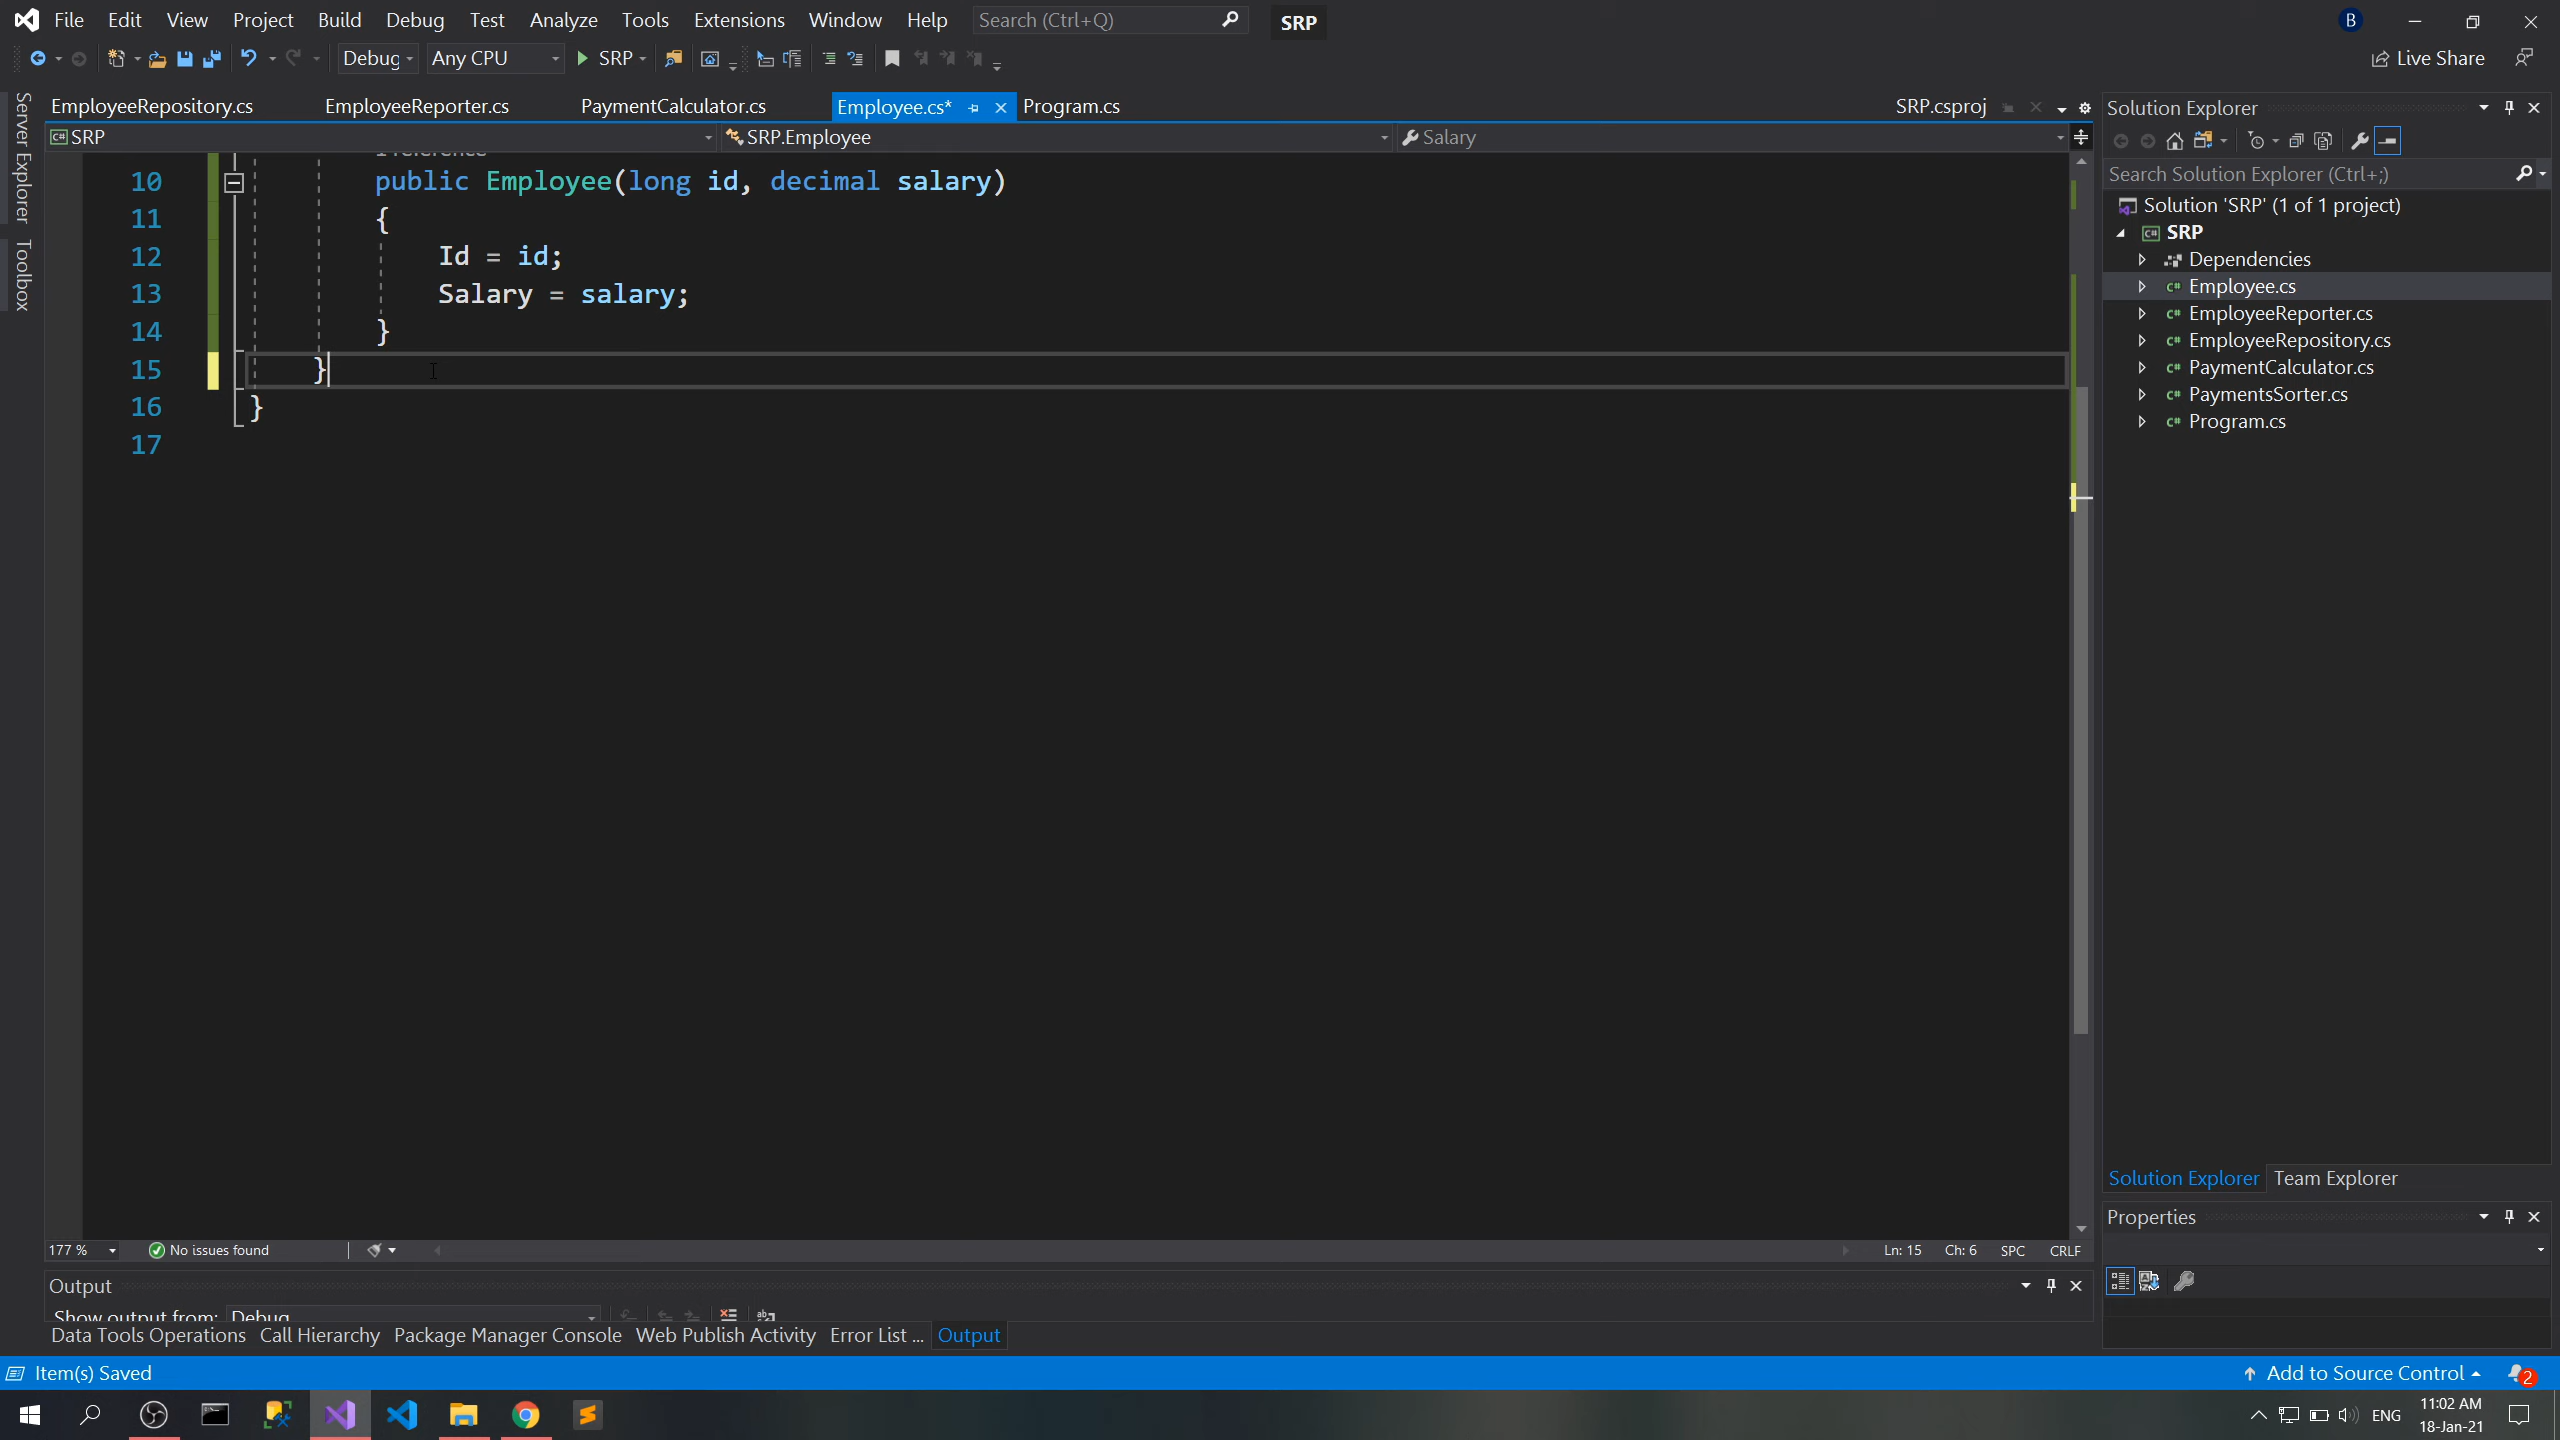 File Edit View Project Build Debug Test Analyze Tools Extensions Window Help Search (Ctrl+Q) SRP B
Debug Any CPU SRP Live Share
Server Explorer
Toolbox
EmployeeRepository.cs EmployeeReporter.cs PaymentCalculator.cs Employee.cs* Program.cs SRP.csproj
SRP SRP.Employee Salary
10 public Employee(long id, decimal salary)
11 {
12 Id = id;
13 Salary = salary;
14 }
15 }
16 }
17
Solution Explorer
Search Solution Explorer (Ctrl+;)
Solution 'SRP' (1 of 1 project)
SRP
Dependencies
Employee.cs
EmployeeReporter.cs
EmployeeRepository.cs
PaymentCalculator.cs
PaymentsSorter.cs
Program.cs
Solution Explorer Team Explorer
Properties
177 % No issues found Ln: 15 Ch: 6 SPC CRLF
Output
Show output from: Debug
Data Tools Operations Call Hierarchy Package Manager Console Web Publish Activity Error List ... Output
Item(s) Saved Add to Source Control 2
ENG 11:02 AM
18-Jan-21